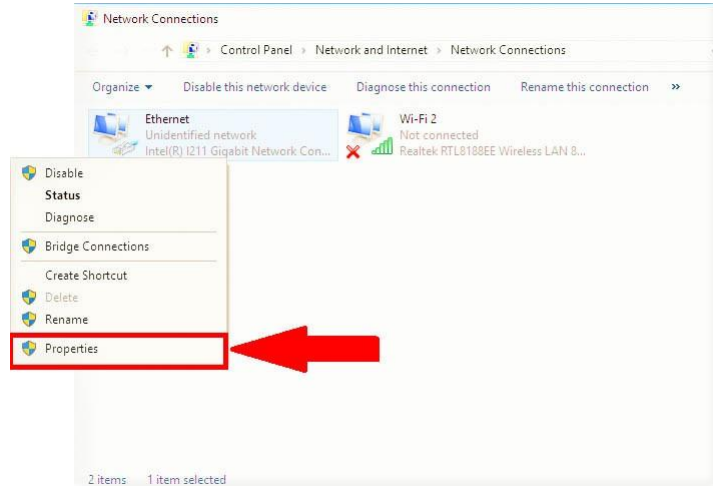 Network Connections
Control Panel › Network and Internet › Network Connections
Organize Disable this network device Diagnose this connection Rename this connection »
Ethernet
Unidentified network
Intel(R) I211 Gigabit Network Con...
Wi-Fi 2
Not connected
Realtek RTL8188EE Wireless LAN 8...
Disable
Status
Diagnose
Bridge Connections
Create Shortcut
Delete
Rename
Properties
2 items 1 item selected